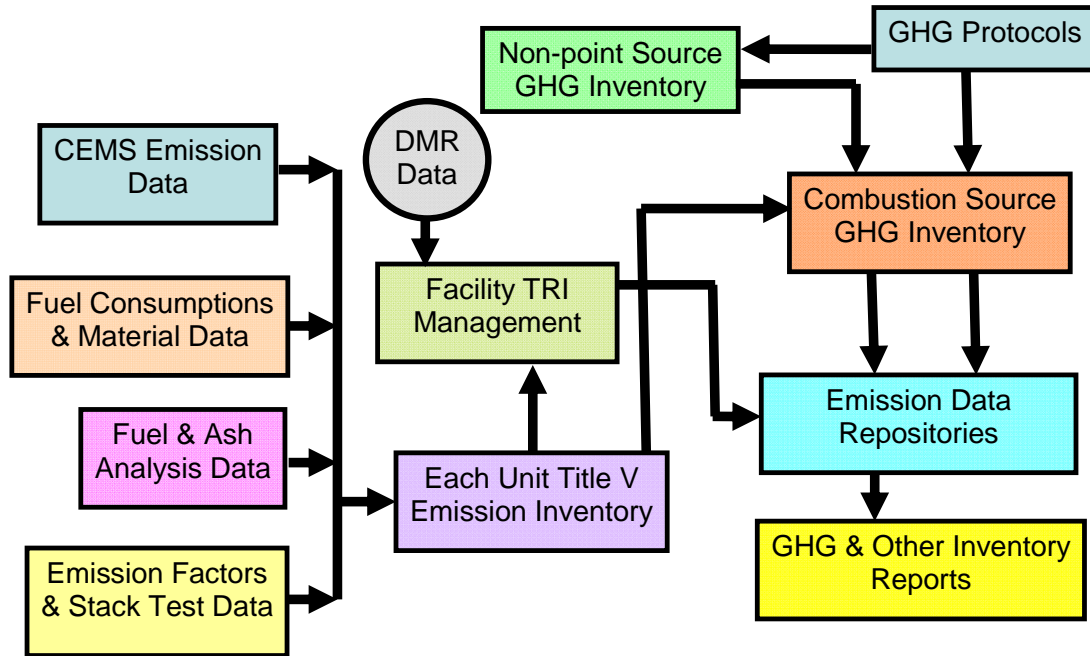 GHG Protocols
Non-point Source
GHG Inventory
CEMS Emission
Data
DMR
Data
Combustion Source
GHG Inventory
Fuel Consumptions
& Material Data
Facility TRI
Management
Emission Data
Repositories
Fuel & Ash
Analysis Data
Each Unit Title V
Emission Inventory
GHG & Other Inventory
Reports
Emission Factors
& Stack Test Data